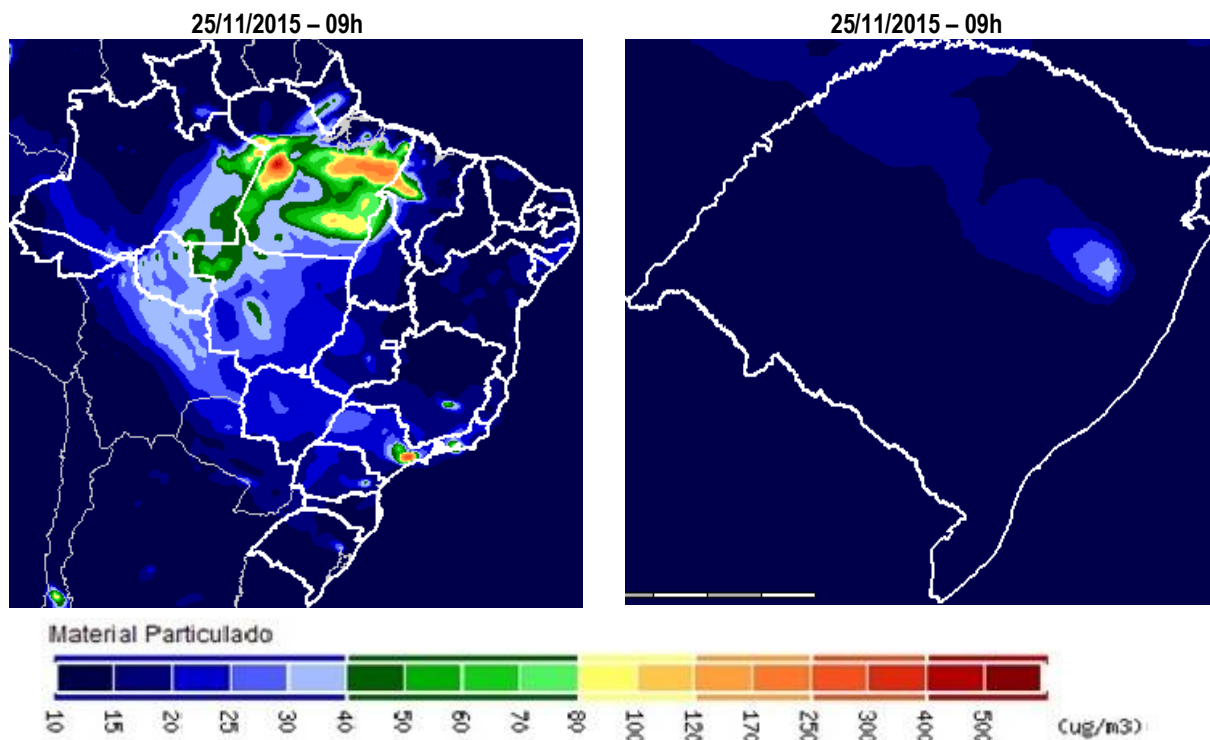 25/11/2015 – 09h
25/11/2015 – 09h
Material Particulado
10 15 20 25 30 40 50 60 70 80 100 120 170 250 300 400 500 (ug/m3)